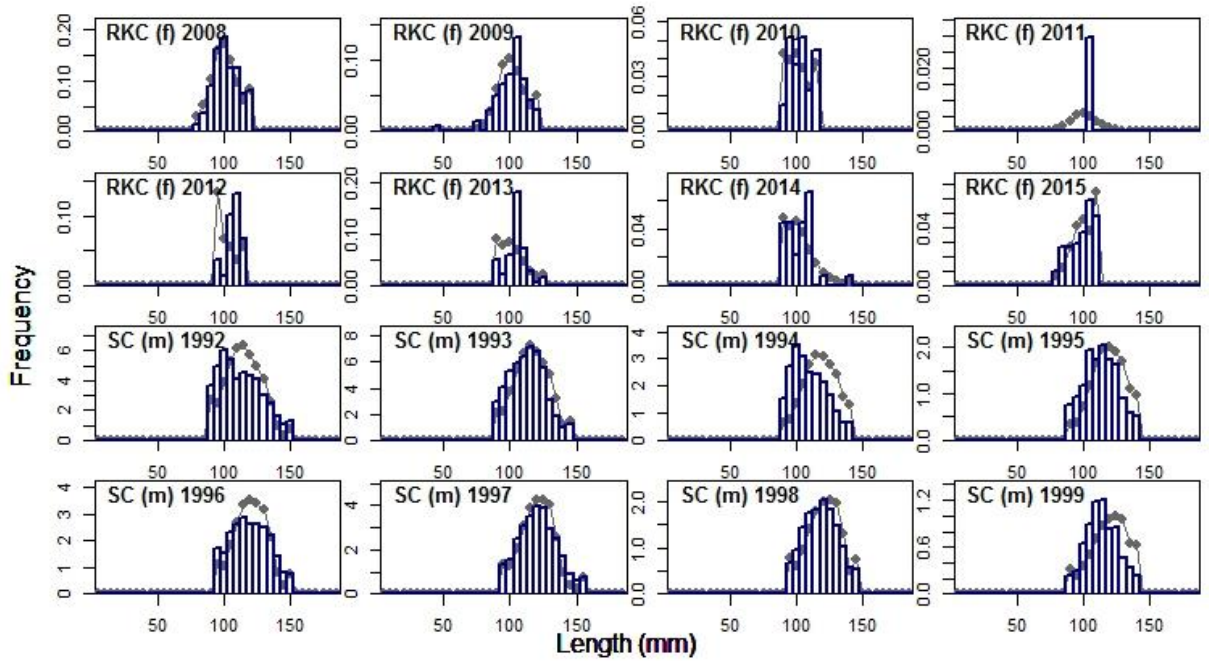 RKC (f) 2008 RKC (f) 2009 RKC (f) 2010 RKC (f) 2011
0.00 0.10 0.20 0.00 0.10 0.00 0.03 0.06 0.000 0.020
50 100 150 50 100 150 50 100 150 50 100 150
RKC (f) 2012 RKC (f) 2013 RKC (f) 2014 RKC (f) 2015
0.00 0.10 0.00 0.10 0.20 0.00 0.04 0.00 0.04
50 100 150 50 100 150 50 100 150 50 100 150
Frequency
SC (m) 1992 SC (m) 1993 SC (m) 1994 SC (m) 1995
0 2 4 6 0 2 4 6 8 0 1 2 3 4 0.0 1.0 2.0
50 100 150 50 100 150 50 100 150 50 100 150
SC (m) 1996 SC (m) 1997 SC (m) 1998 SC (m) 1999
0 1 2 3 4 0 2 4 0.0 1.0 2.0 0.0 0.6 1.2
50 100 150 50 100 150 50 100 150 50 100 150
Length (mm)